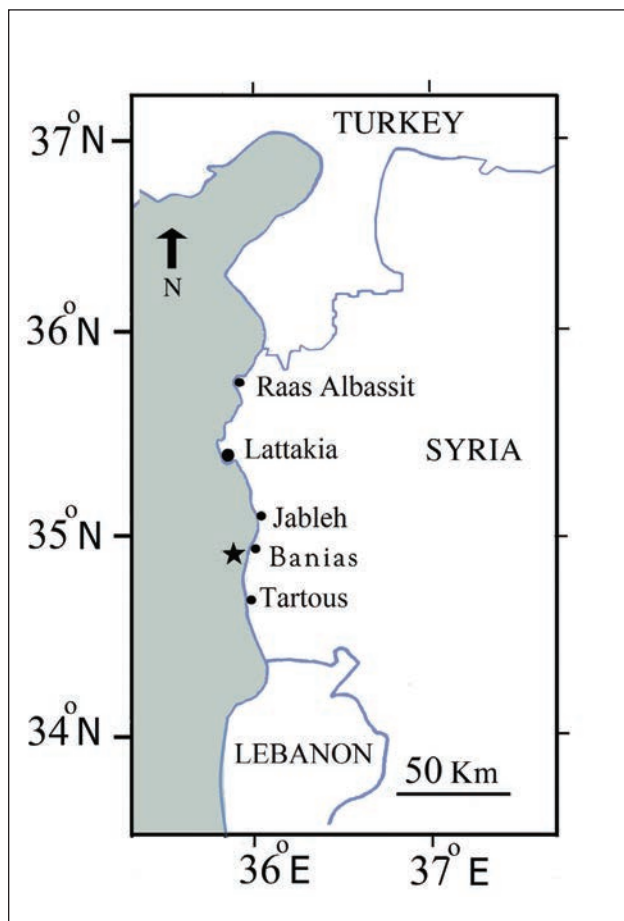 TURKEY
37°N
N
36°N
Raas Albassit
Lattakia
SYRIA
Jableh
35°N
Banias
Tartous
34°N
LEBANON
50 Km
36°E
37°E